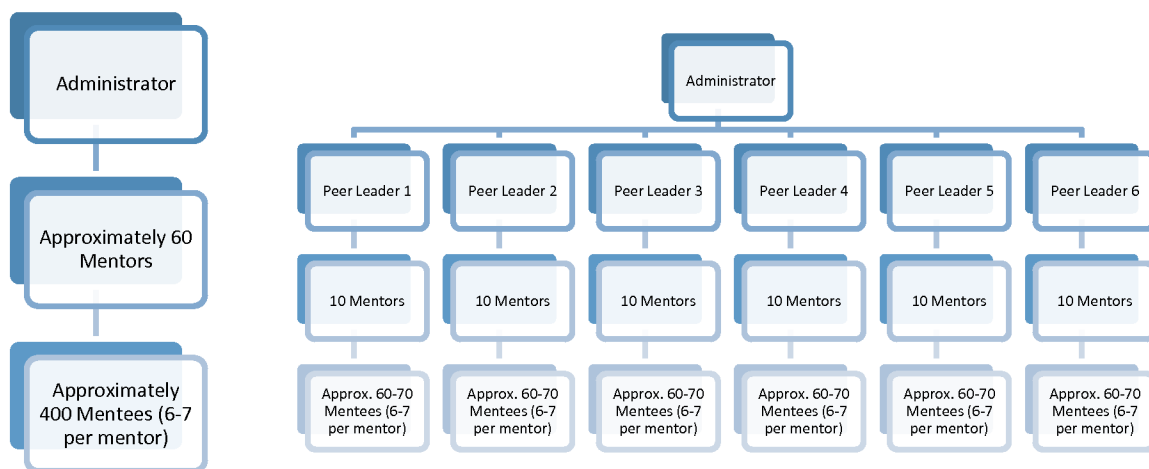 Administrator
Approximately 60
Mentors
Approximately
400 Mentees (6-7
per mentor)
Administrator
Peer Leader 1
Peer Leader 2
Peer Leader 3
Peer Leader 4
Peer Leader 5
Peer Leader 6
10 Mentors
10 Mentors
10 Mentors
10 Mentors
10 Mentors
10 Mentors
Approx. 60-70
Mentees (6-7
per mentor)
Approx. 60-70
Mentees (6-7
per mentor)
Approx. 60-70
Mentees (6-7
per mentor)
Approx. 60-70
Mentees (6-7
per mentor)
Approx. 60-70
Mentees (6-7
per mentor)
Approx. 60-70
Mentees (6-7
per mentor)